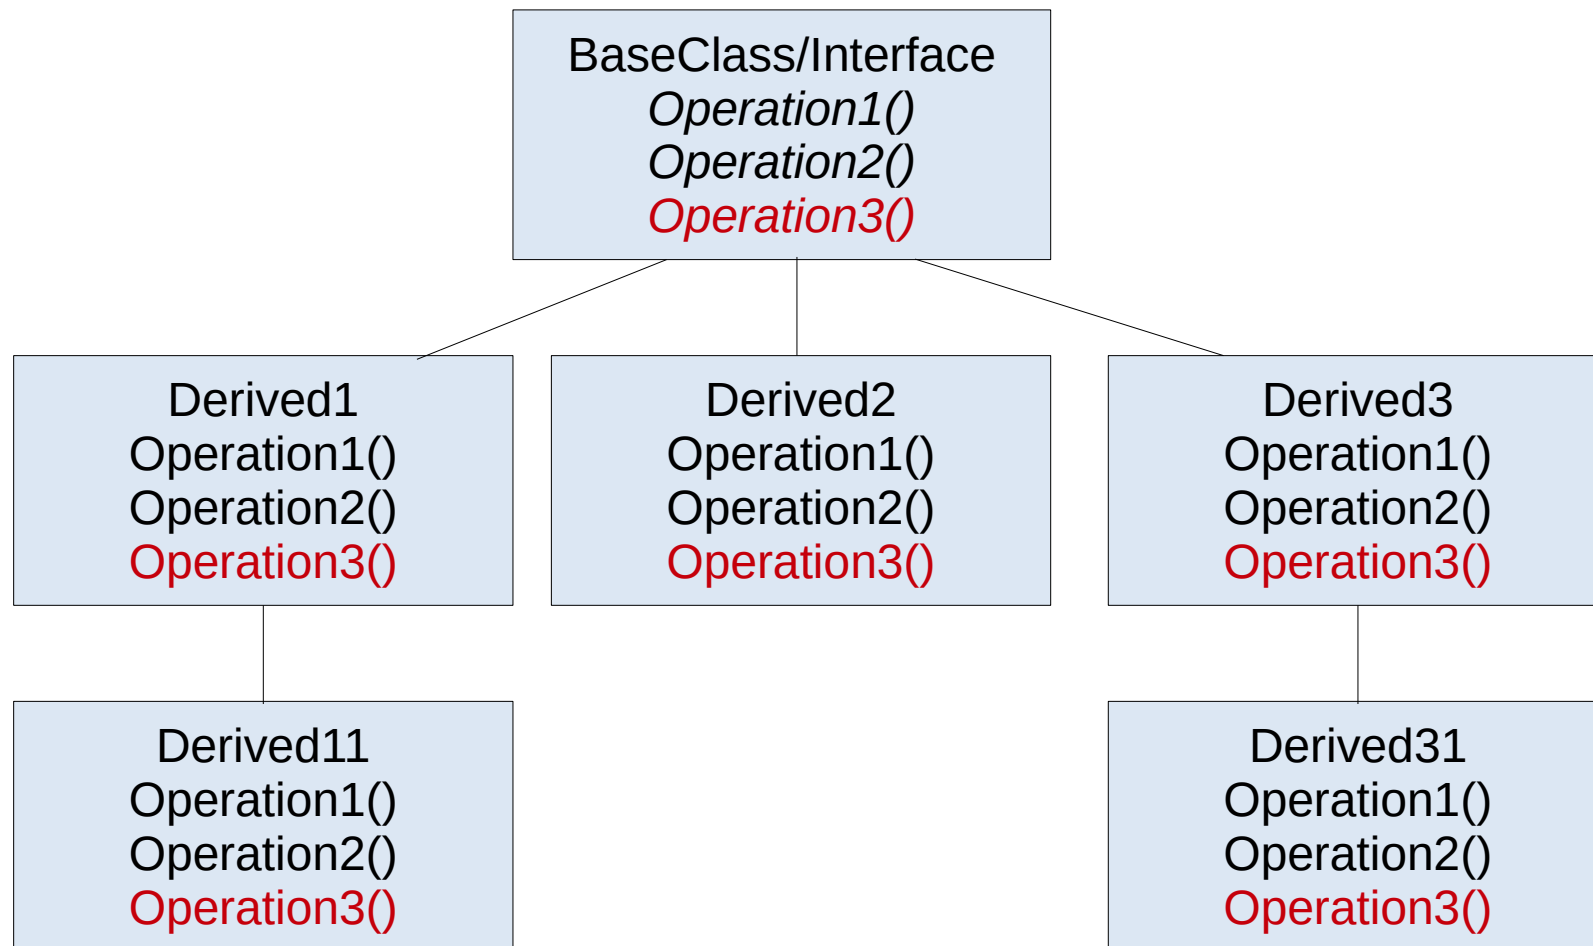 BaseClass/Interface
Operation1()
Operation2()
Operation3()
Derived1
Operation1()
Operation2()
Operation3()
Derived2
Operation1()
Operation2()
Operation3()
Derived3
Operation1()
Operation2()
Operation3()
Derived11
Operation1()
Operation2()
Operation3()
Derived31
Operation1()
Operation2()
Operation3()